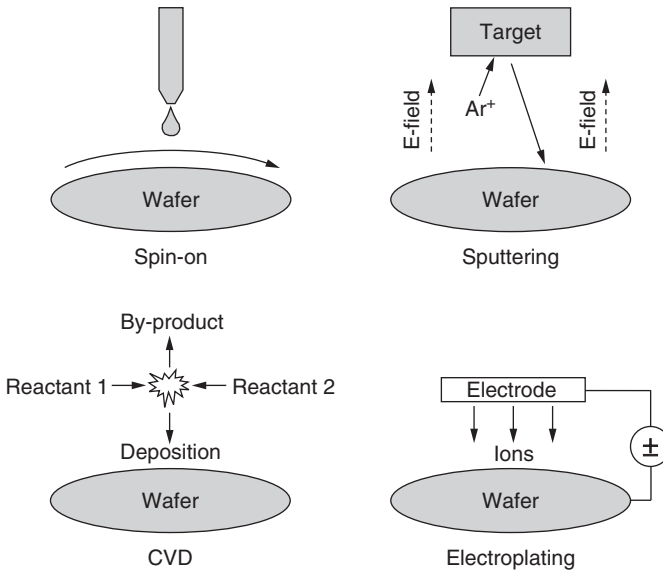 Target
E-field
Ar+
E-field
Wafer
Wafer
Spin-on
Sputtering
By-product
Reactant 1
Reactant 2
Electrode
±
Deposition
Ions
Wafer
Wafer
CVD
Electroplating